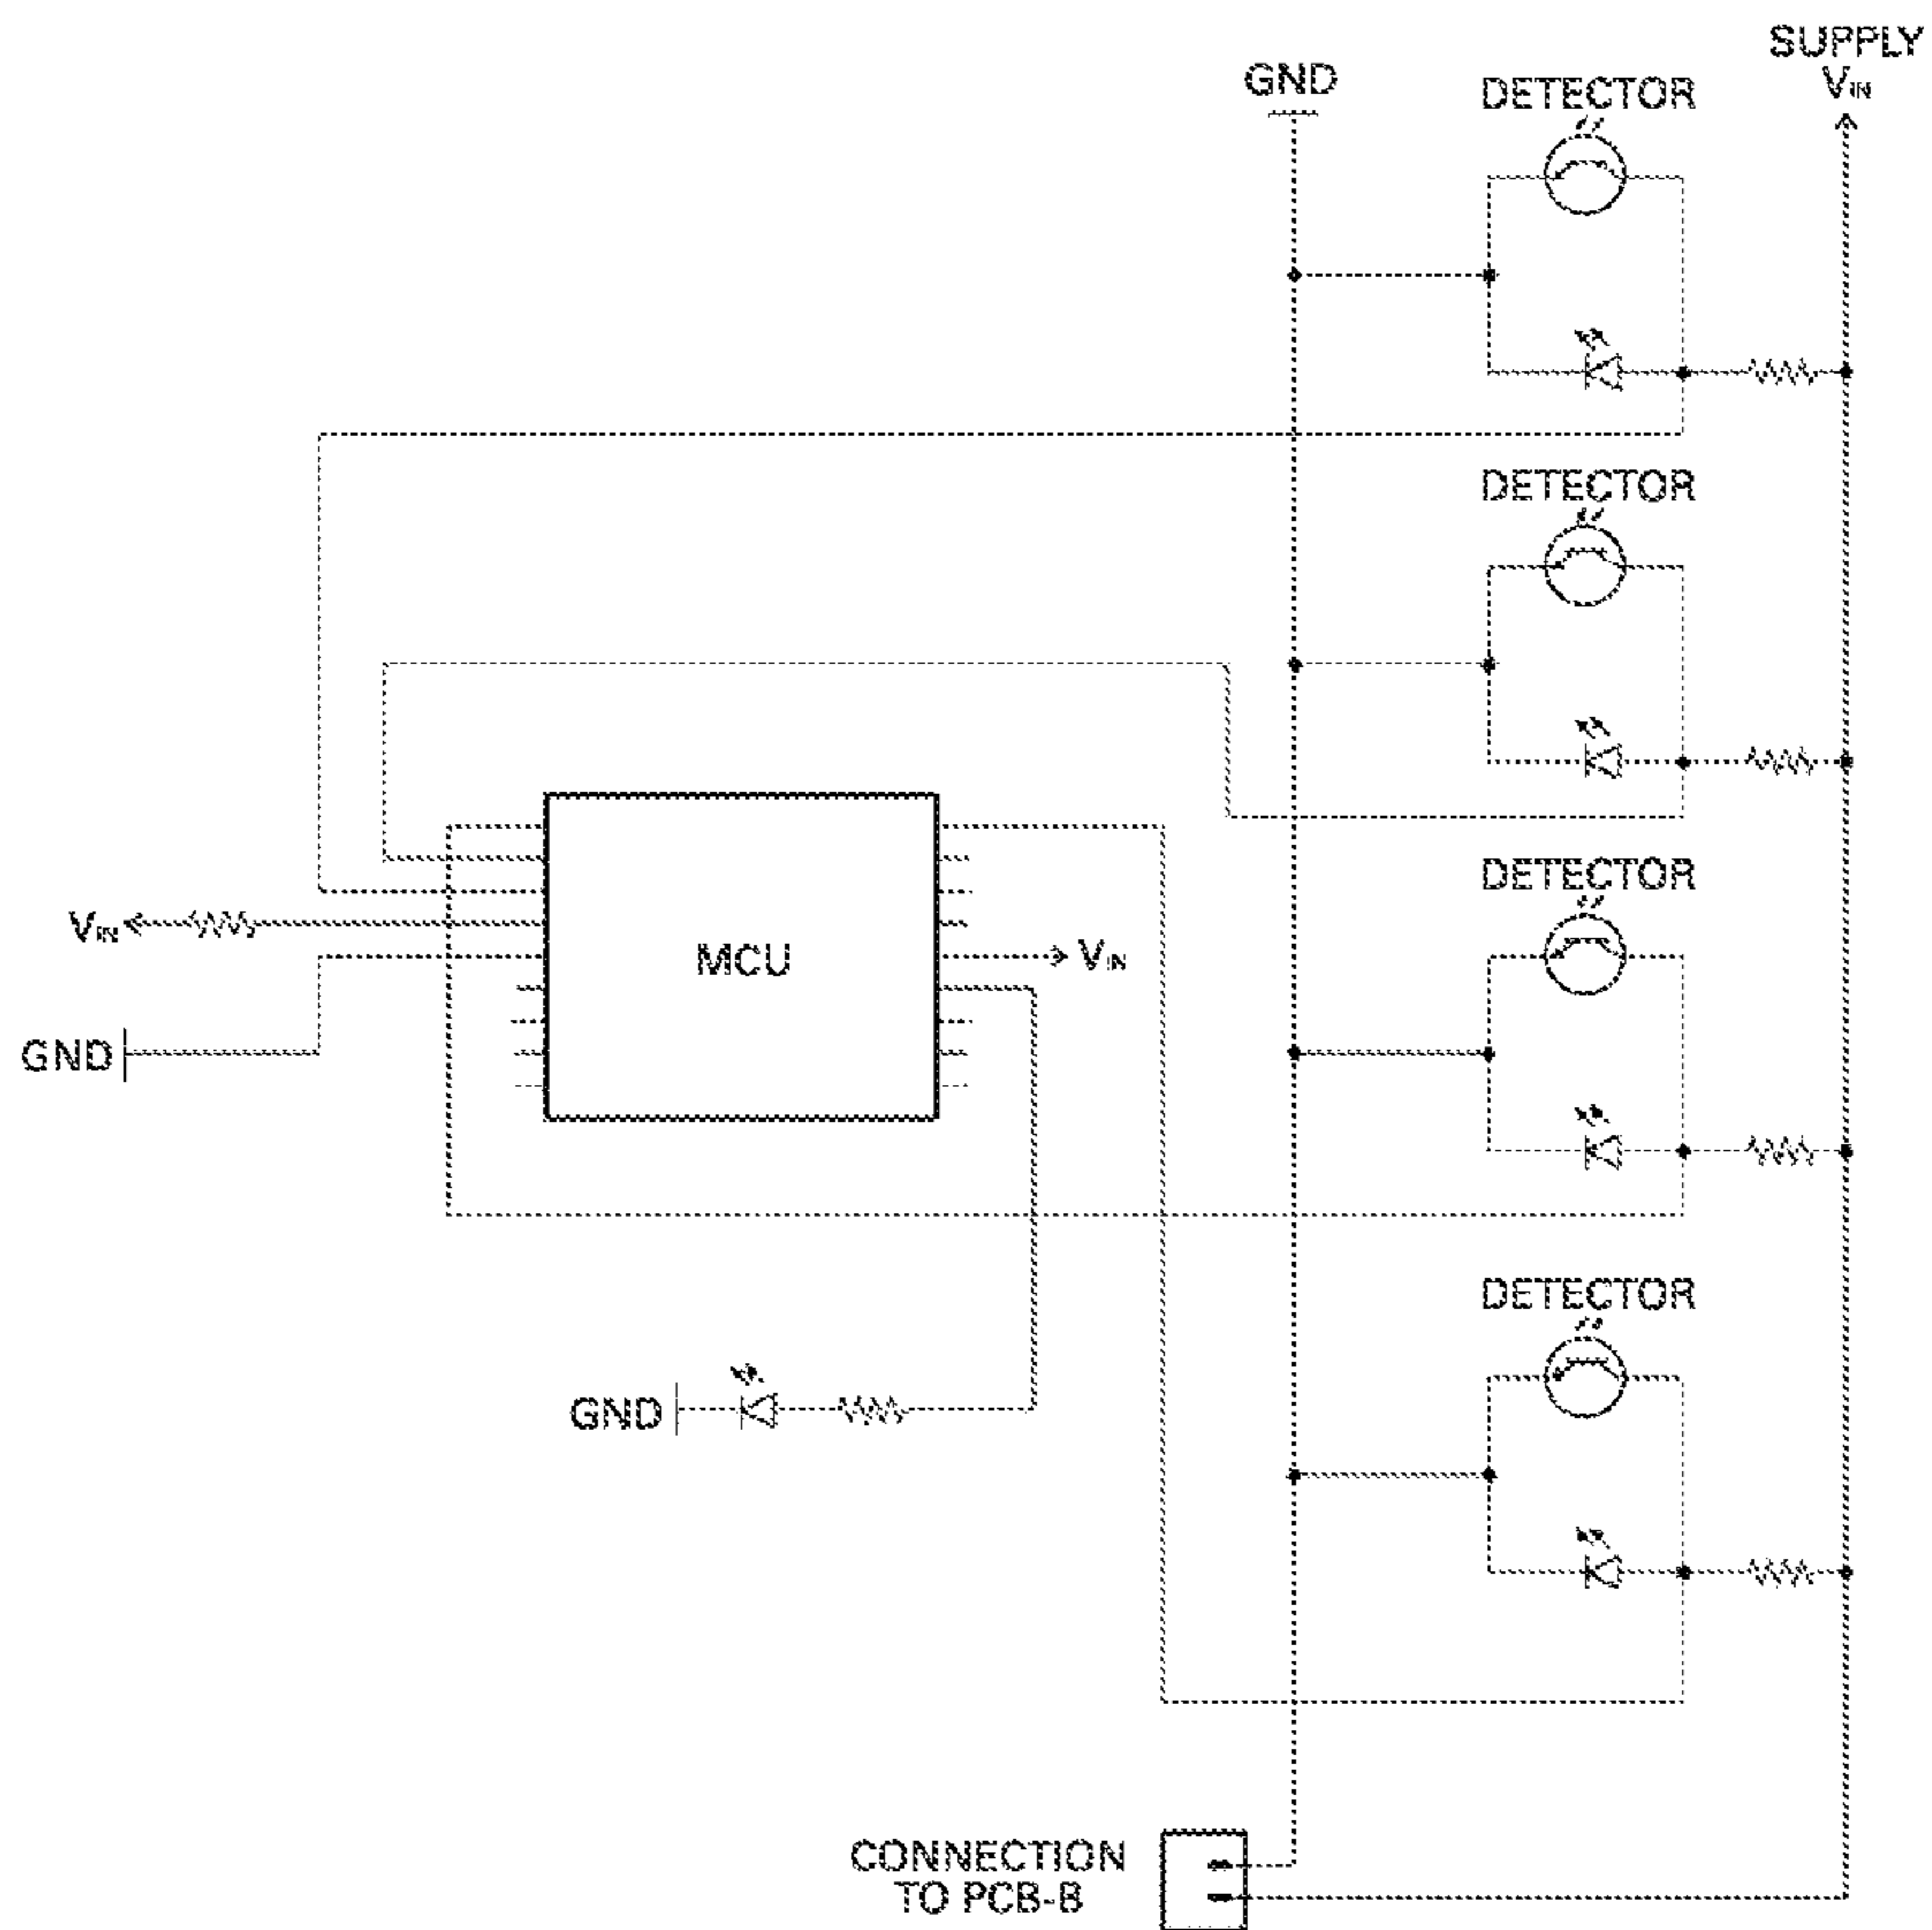 SUPPLY
VIN
GND
DETECTOR
DETECTOR
DETECTOR
VIN
MCU
VIN
GND
DETECTOR
GND
CONNECTION
TO PCB-B